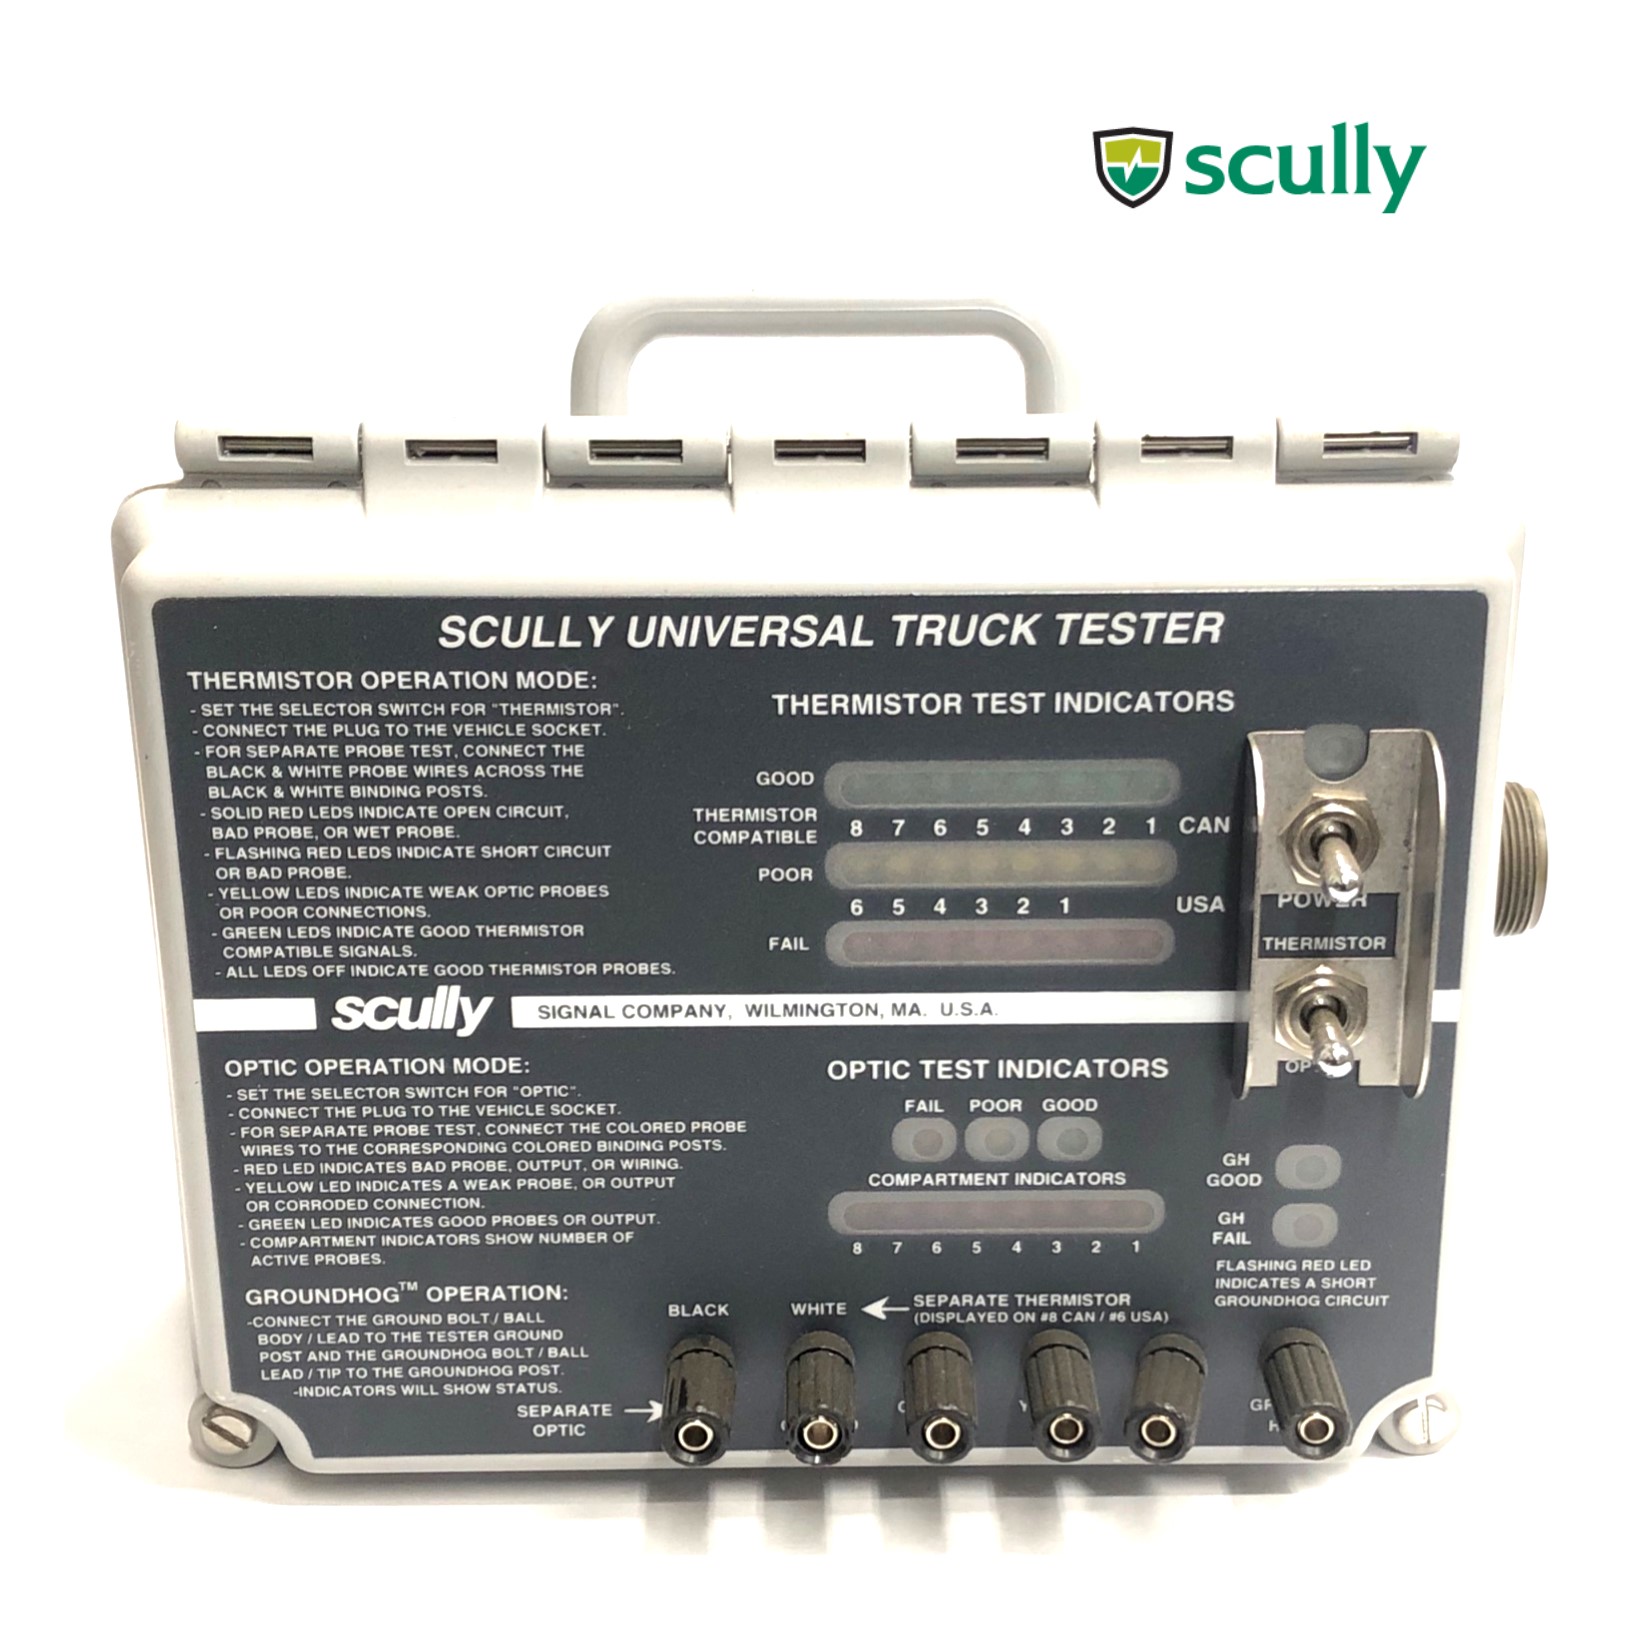 scully
SCULLY UNIVERSAL TRUCK TESTER
THERMISTOR OPERATION MODE:
- SET THE SELECTOR SWITCH FOR "THERMISTOR".
- CONNECT THE PLUG TO THE VEHICLE SOCKET.
- FOR SEPARATE PROBE TEST, CONNECT THE
BLACK & WHITE PROBE WIRES ACROSS THE
BLACK & WHITE BINDING POSTS.
- SOLID RED LEDS INDICATE OPEN CIRCUIT,
BAD PROBE, OR WET PROBE.
- FLASHING RED LEDS INDICATE SHORT CIRCUIT
OR BAD PROBE.
- YELLOW LEDS INDICATE WEAK OPTIC PROBES
OR POOR CONNECTIONS.
- GREEN LEDS INDICATE GOOD THERMISTOR
COMPATIBLE SIGNALS.
- ALL LEDS OFF INDICATE GOOD THERMISTOR PROBES.
THERMISTOR TEST INDICATORS
GOOD
THERMISTOR
COMPATIBLE
8 7 6 5 4 3 2 1 CAN
POOR
6 5 4 3 2 1 USA
FAIL
POWER
THERMISTOR
scully SIGNAL COMPANY, WILMINGTON, MA. U.S.A.
OPTIC OPERATION MODE:
- SET THE SELECTOR SWITCH FOR "OPTIC".
- CONNECT THE PLUG TO THE VEHICLE SOCKET.
- FOR SEPARATE PROBE TEST, CONNECT THE COLORED PROBE
WIRES TO THE CORRESPONDING COLORED BINDING POSTS.
- RED LED INDICATES BAD PROBE, OUTPUT, OR WIRING.
- YELLOW LED INDICATES A WEAK PROBE, OR OUTPUT
OR CORRODED CONNECTION.
- GREEN LED INDICATES GOOD PROBES OR OUTPUT.
- COMPARTMENT INDICATORS SHOW NUMBER OF
ACTIVE PROBES.
OPTIC TEST INDICATORS
FAIL POOR GOOD
COMPARTMENT INDICATORS
8 7 6 5 4 3 2 1
GH
GOOD
GH
FAIL
FLASHING RED LED
INDICATES A SHORT
GROUNDHOG CIRCUIT
GROUNDHOG™ OPERATION:
-CONNECT THE GROUND BOLT / BALL
BODY / LEAD TO THE TESTER GROUND
POST AND THE GROUNDHOG BOLT / BALL
LEAD / TIP TO THE GROUNDHOG POST.
-INDICATORS WILL SHOW STATUS.
BLACK WHITE SEPARATE THERMISTOR
(DISPLAYED ON #8 CAN / #6 USA)
SEPARATE
OPTIC